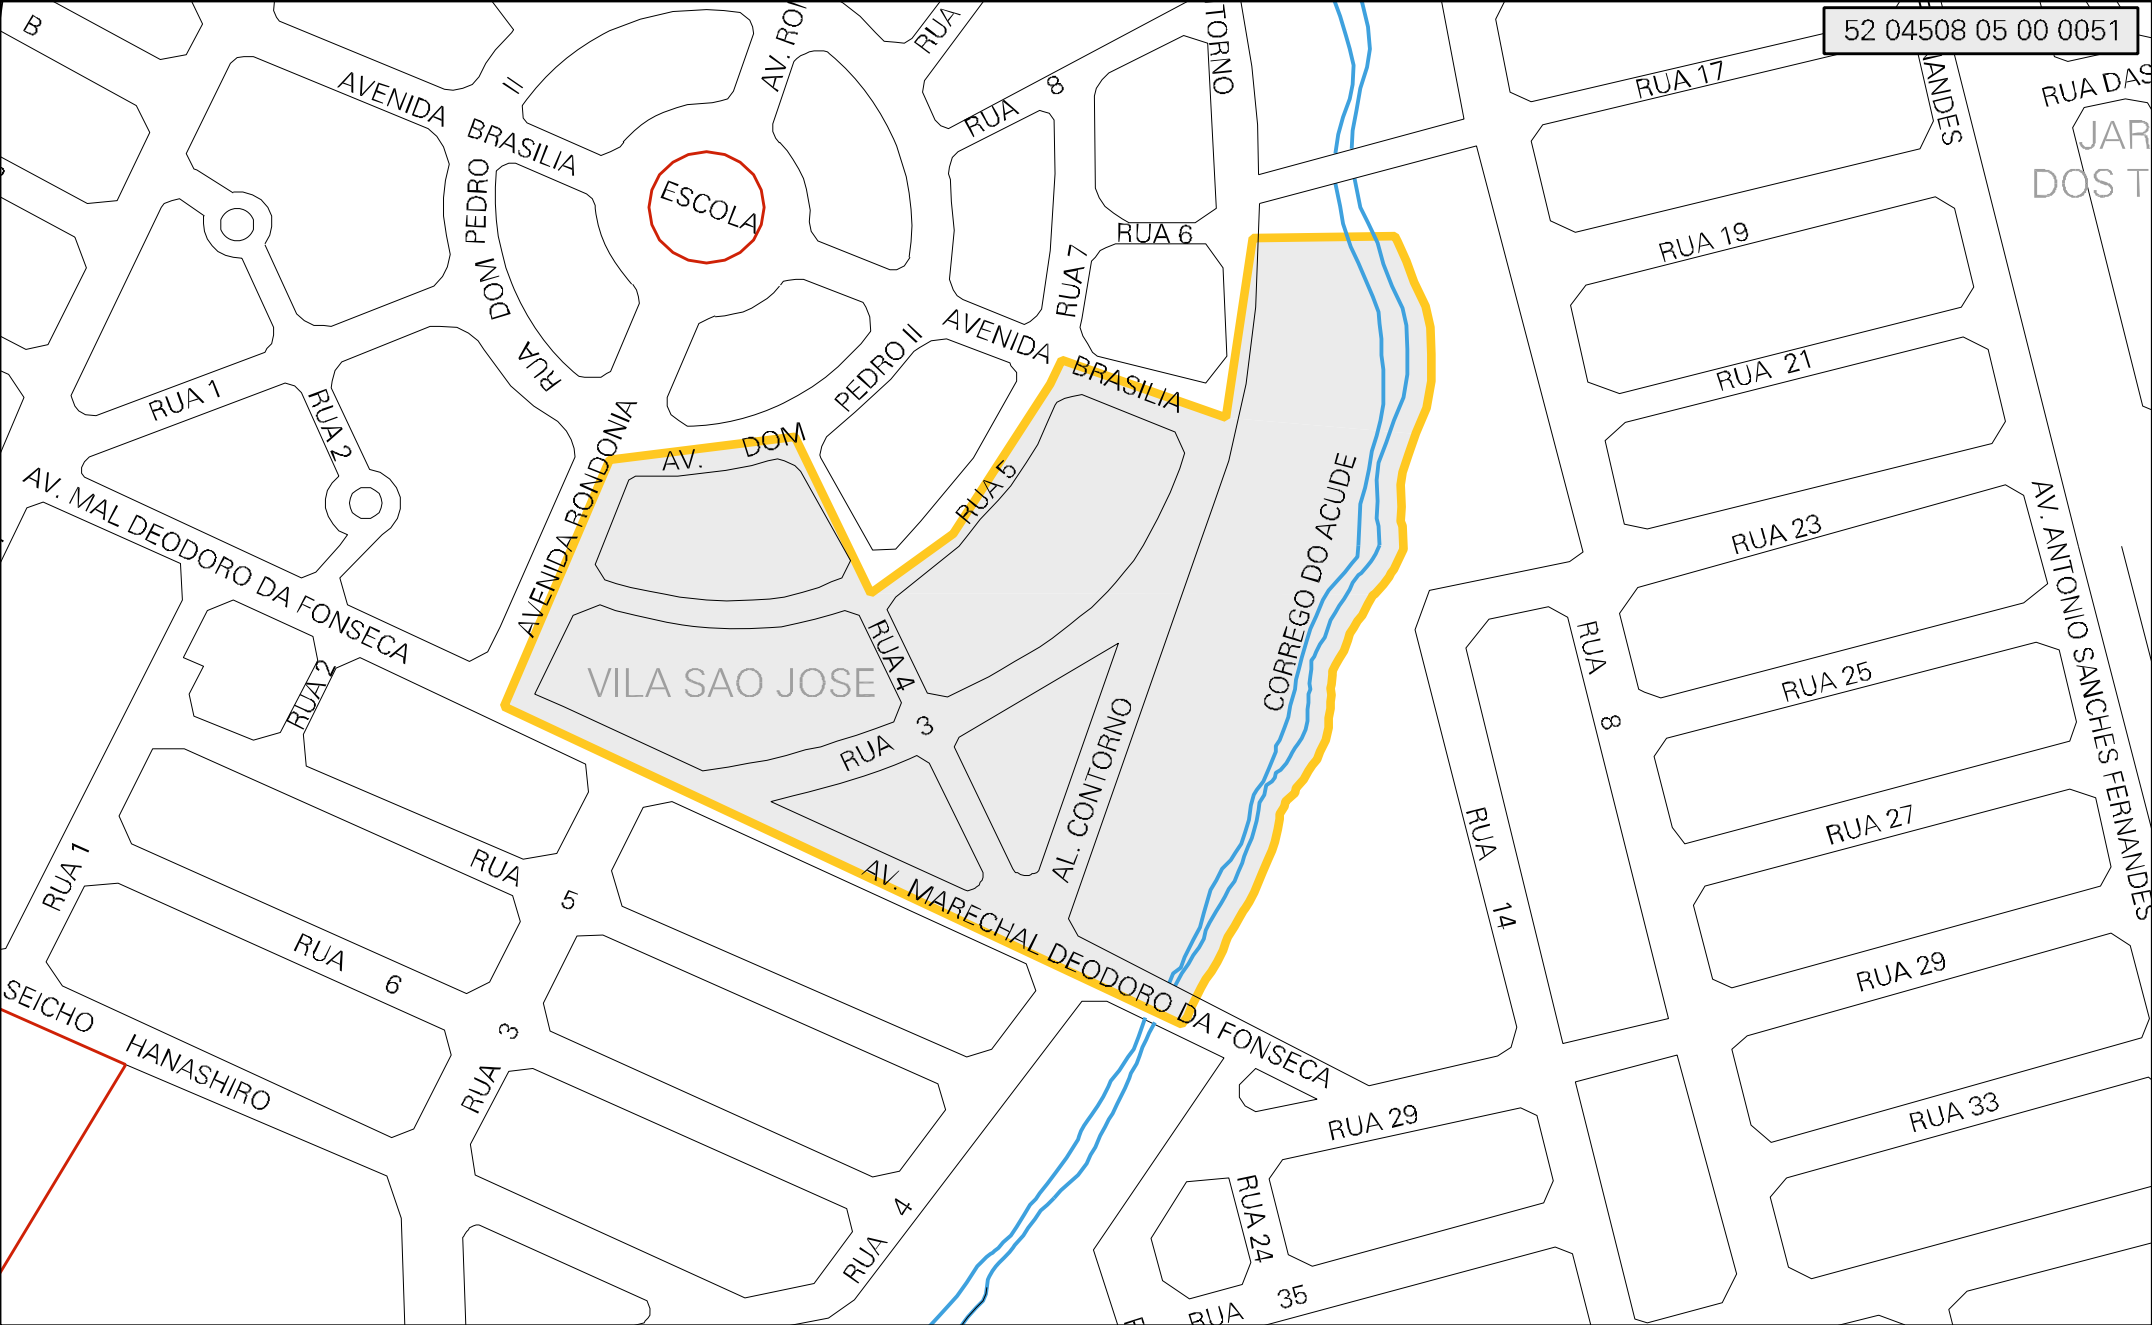 52 04508 05 00 0051
B
AVENIDA BRASILIA
II
DOM PEDRO
RUA DOM
AV. RON
RUA
RUA 8
TORNO
RUA 17
NANDES
RUA DAS
JAR
DOS T
ESCOLA
RUA 6
RUA 7
RUA 19
AVENIDA BRASILIA
PEDRO II
RUA 21
RUA 1
RUA 2
AVENIDA RONDONIA
AV. DOM
RUA 5
CORREGO DO ACUDE
AV. MAL DEODORO DA FONSECA
RUA 23
AV. ANTONIO SANCHES FERNANDES
RUA 4
VILA SAO JOSE
RUA 2
RUA 3
RUA 8
RUA 25
AL. CONTORNO
RUA 14
RUA 27
RUA 1
RUA 5
AV. MARECHAL DEODORO DA FONSECA
RUA 6
RUA 29
SEICHO HANASHIRO
RUA 3
RUA 29
RUA 33
RUA 4
RUA 24
RUA 35